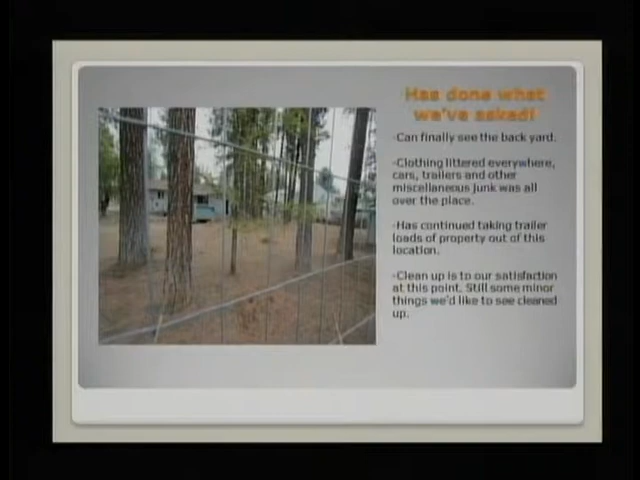 Has done what
we've asked!
-Can finally see the back yard.
-Clothing littered everywhere,
cars, trailers and other
miscellaneous junk was all
over the place.
-Has continued taking trailer
loads of property out of this
location.
-Clean up is to our satisfaction
at this point. Still some minor
things we'd like to see cleaned
up.